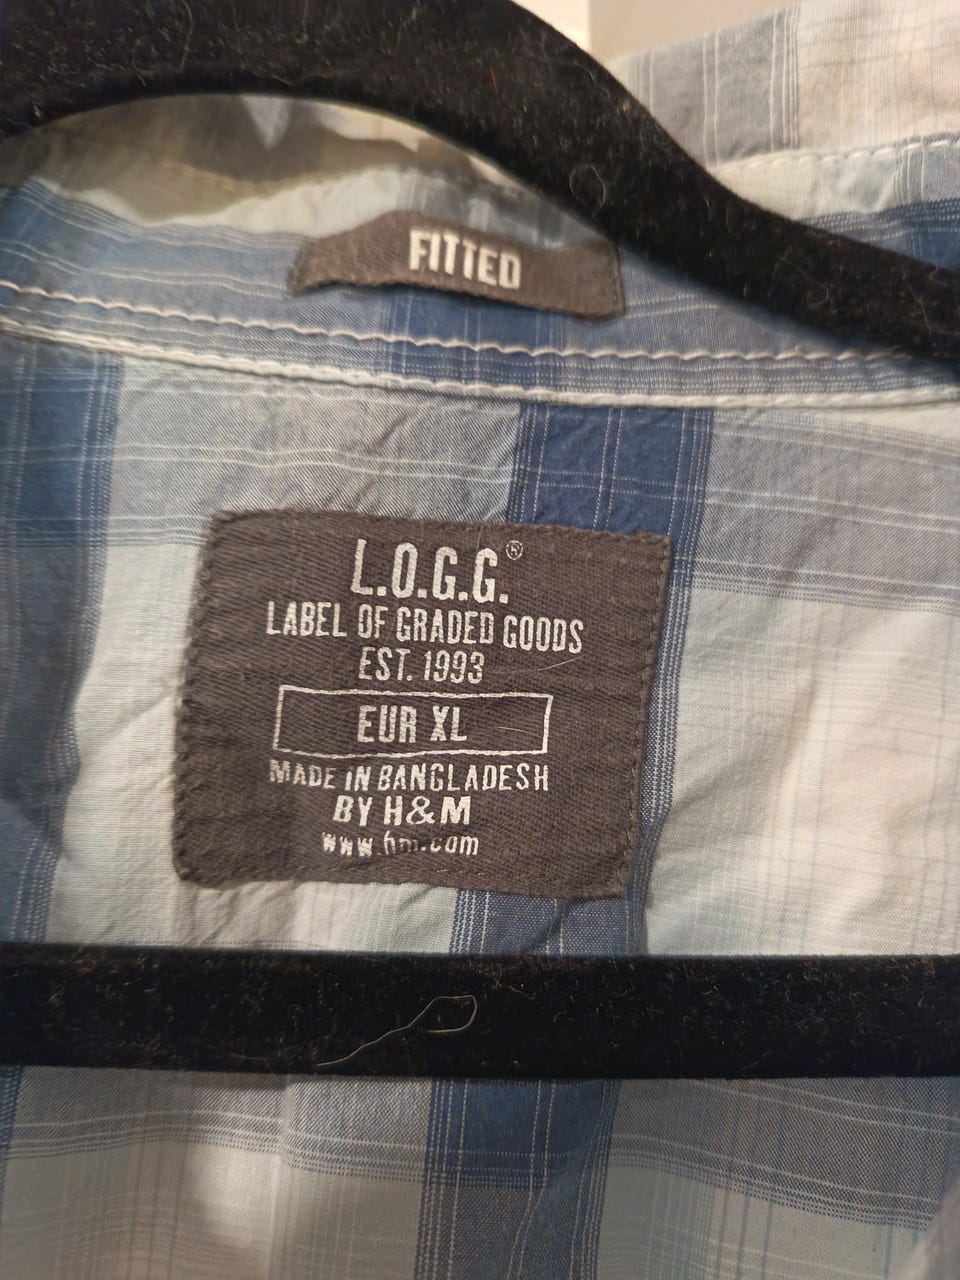 FITTED
L.O.G.G.®
LABEL OF GRADED GOODS
EST. 1993
EUR XL
MADE IN BANGLADESH
BY H&M
www.hm.com